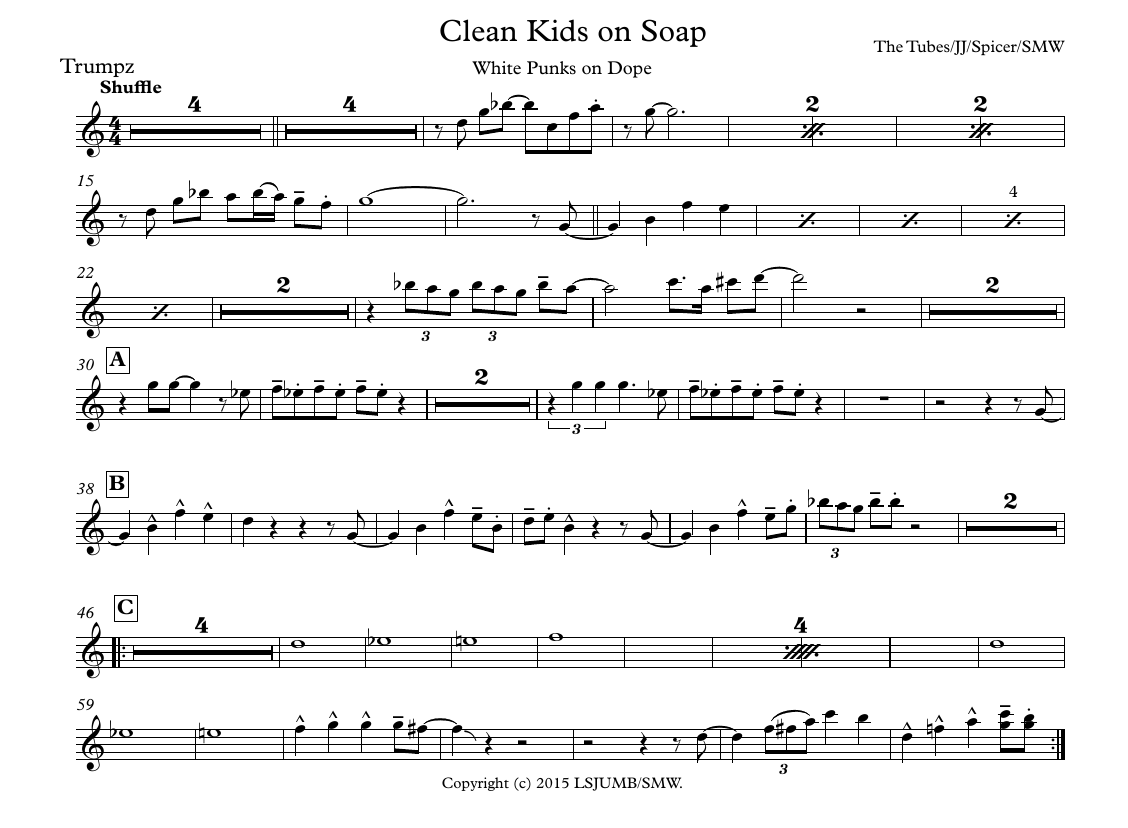 Clean Kids on Soap
The Tubes/JJ/Spicer/SMW
Trumpz
White Punks on Dope
Shuffle
4 4 2 2
15
4
22
2 2
3 3
30 A
2
3
38 B
2
3
46 C
4 4
59
3
Copyright (c) 2015 LSJUMB/SMW.